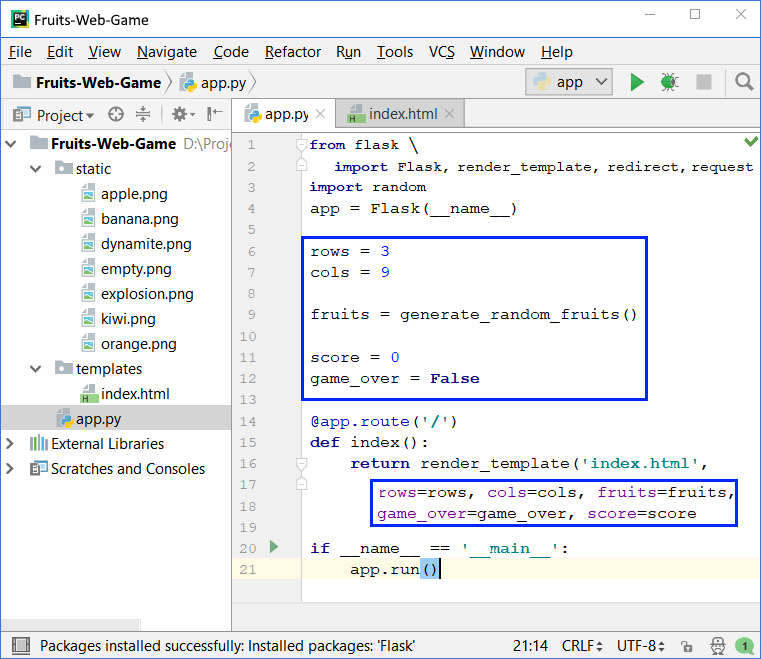 PC Fruits-Web-Game
File Edit View Navigate Code Refactor Run Tools VCS Window Help
Fruits-Web-Game app.py app
Project app.py index.html
Fruits-Web-Game D:\Proj
static
apple.png
banana.png
dynamite.png
empty.png
explosion.png
kiwi.png
orange.png
templates
H index.html
app.py
External Libraries
Scratches and Consoles
1 from flask \
2 import Flask, render_template, redirect, request
3 import random
4 app = Flask(__name__)
5
6 rows = 3
7 cols = 9
8
9 fruits = generate_random_fruits()
10
11 score = 0
12 game_over = False
13
14 @app.route('/')
15 def index():
16 return render_template('index.html',
17 rows=rows, cols=cols, fruits=fruits,
18 game_over=game_over, score=score
19
20 if __name__ == '__main__':
21 app.run()
Packages installed successfully: Installed packages: 'Flask' 21:14 CRLF UTF-8 1